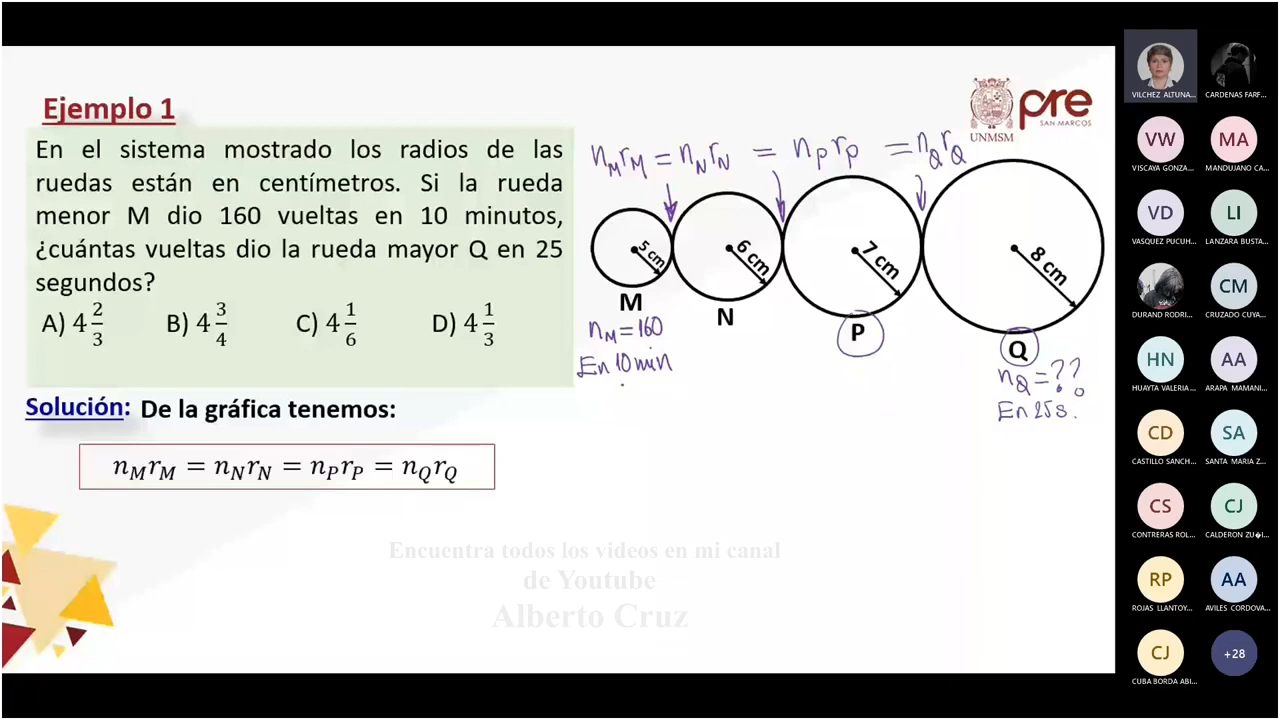 Ejemplo 1
En el sistema mostrado los radios de las
ruedas están en centímetros. Si la rueda
menor M dio 160 vueltas en 10 minutos,
¿cuántas vueltas dio la rueda mayor Q en 25
segundos?
A) 4 2/3 B) 4 3/4 C) 4 1/6 D) 4 1/3
Solución: De la gráfica tenemos:
n_M r_M = n_N r_N = n_P r_P = n_Q r_Q
UNMSM
pre
SAN MARCOS
n_M r_M = n_N r_N = n_P r_P = n_Q r_Q
5 cm
6 cm
7 cm
8 cm
M
N
P
Q
n_M = 160
En 10 min
n_Q = ??
En 25 s.
Encuentra todos los videos en mi canal
de Youtube
Alberto Cruz
VILCHEZ ALTUNA...
CARDENAS FARF...
VW
MA
VISCAYA GONZA...
MANDUJANO CA...
VD
LI
VASQUEZ PUCUH...
LANZARA BUSTA...
CM
DURAND RODRI...
CRUZADO CUYA...
HN
AA
HUAYTA VALERIA...
ARAPA MAMANI...
CD
SA
CASTILLO SANCH...
SANTA MARIA Z...
CS
CJ
CONTRERAS ROL...
CALDERON ZU�I...
RP
AA
ROJAS LLANTOY...
AVILES CORDOVA...
CJ
+28
CUBA BORDA ABI...